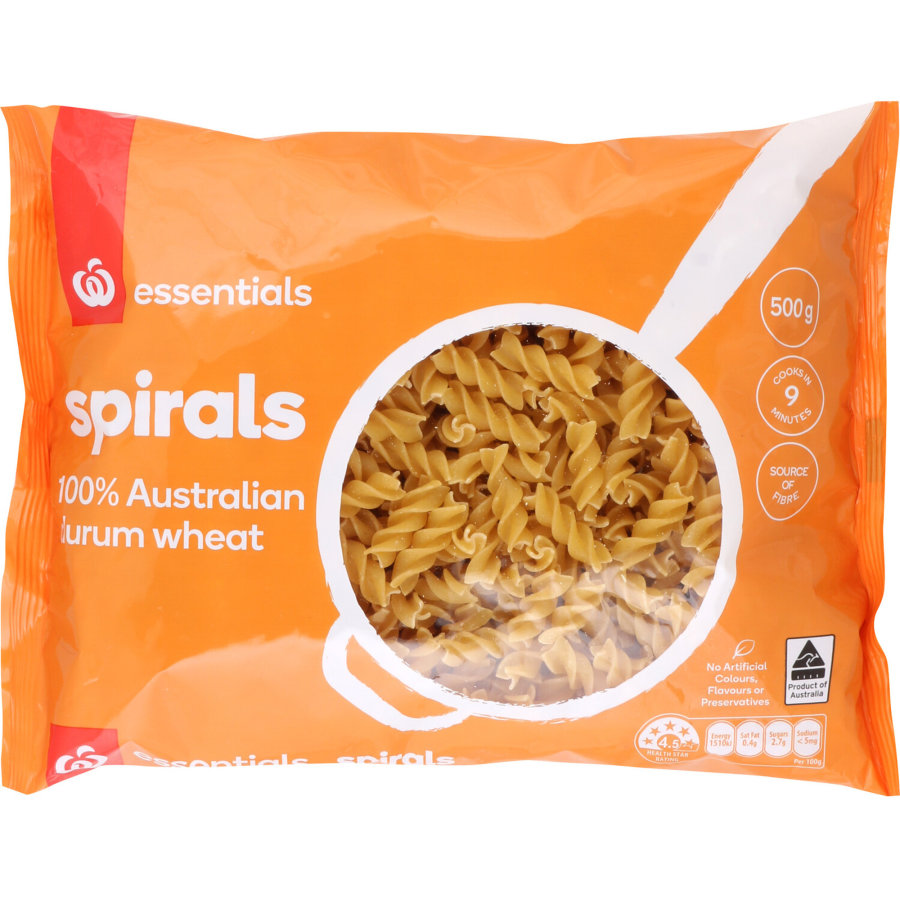 essentials
spirals
100% Australian
durum wheat
500g
COOKS IN
9
MINUTES
SOURCE
OF
FIBRE
No Artificial
Colours,
Flavours or
Preservatives
Product of
Australia
4.5
HEALTH STAR
RATING
Energy
1510kJ
Sat Fat
0.4g
Sugars
2.7g
Sodium
<5mg
Per 100g
essentials spirals